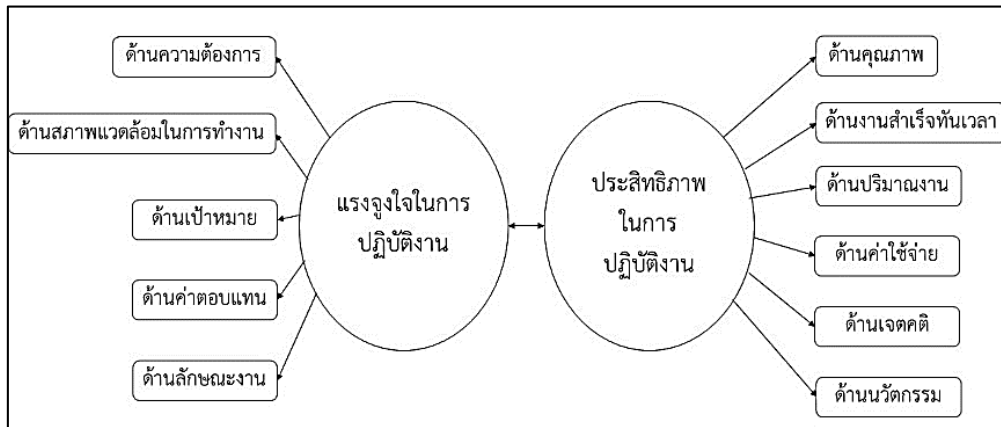 ด้านความต้องการ
ด้านสภาพแวดล้อมในการทำงาน
ด้านเป้าหมาย
ด้านค่าตอบแทน
ด้านลักษณะงาน
แรงจูงใจในการ
ปฏิบัติงาน
ประสิทธิภาพ
ในการ
ปฏิบัติงาน
ด้านคุณภาพ
ด้านงานสำเร็จทันเวลา
ด้านปริมาณงาน
ด้านค่าใช้จ่าย
ด้านเจตคติ
ด้านนวัตกรรม